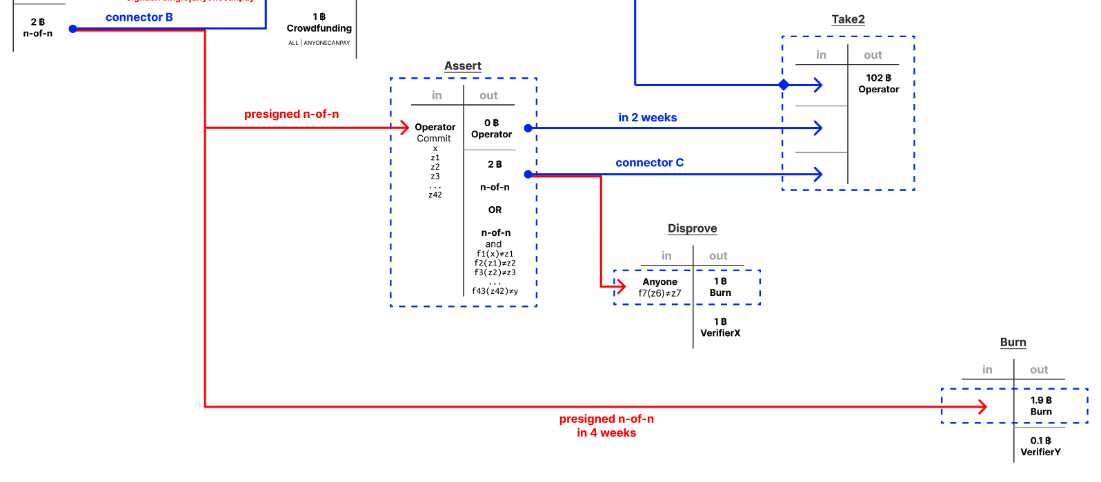 connector B
2 ₿
n-of-n
1 ₿
Crowdfunding
ALL | ANYONECANPAY
Take2
in out
102 ₿
Operator
Assert
in out
presigned n-of-n
Operator
Commit
x
z1
z2
z3
...
z42
0 ₿
Operator
2 ₿
n-of-n
OR
n-of-n
and
f1(x)≠z1
f2(z1)≠z2
f3(z2)≠z3
...
f43(z42)≠y
in 2 weeks
connector C
Disprove
in out
Anyone
f7(z6)≠z7
1 ₿
Burn
1 ₿
VerifierX
Burn
in out
1.9 ₿
Burn
0.1 ₿
VerifierY
presigned n-of-n
in 4 weeks